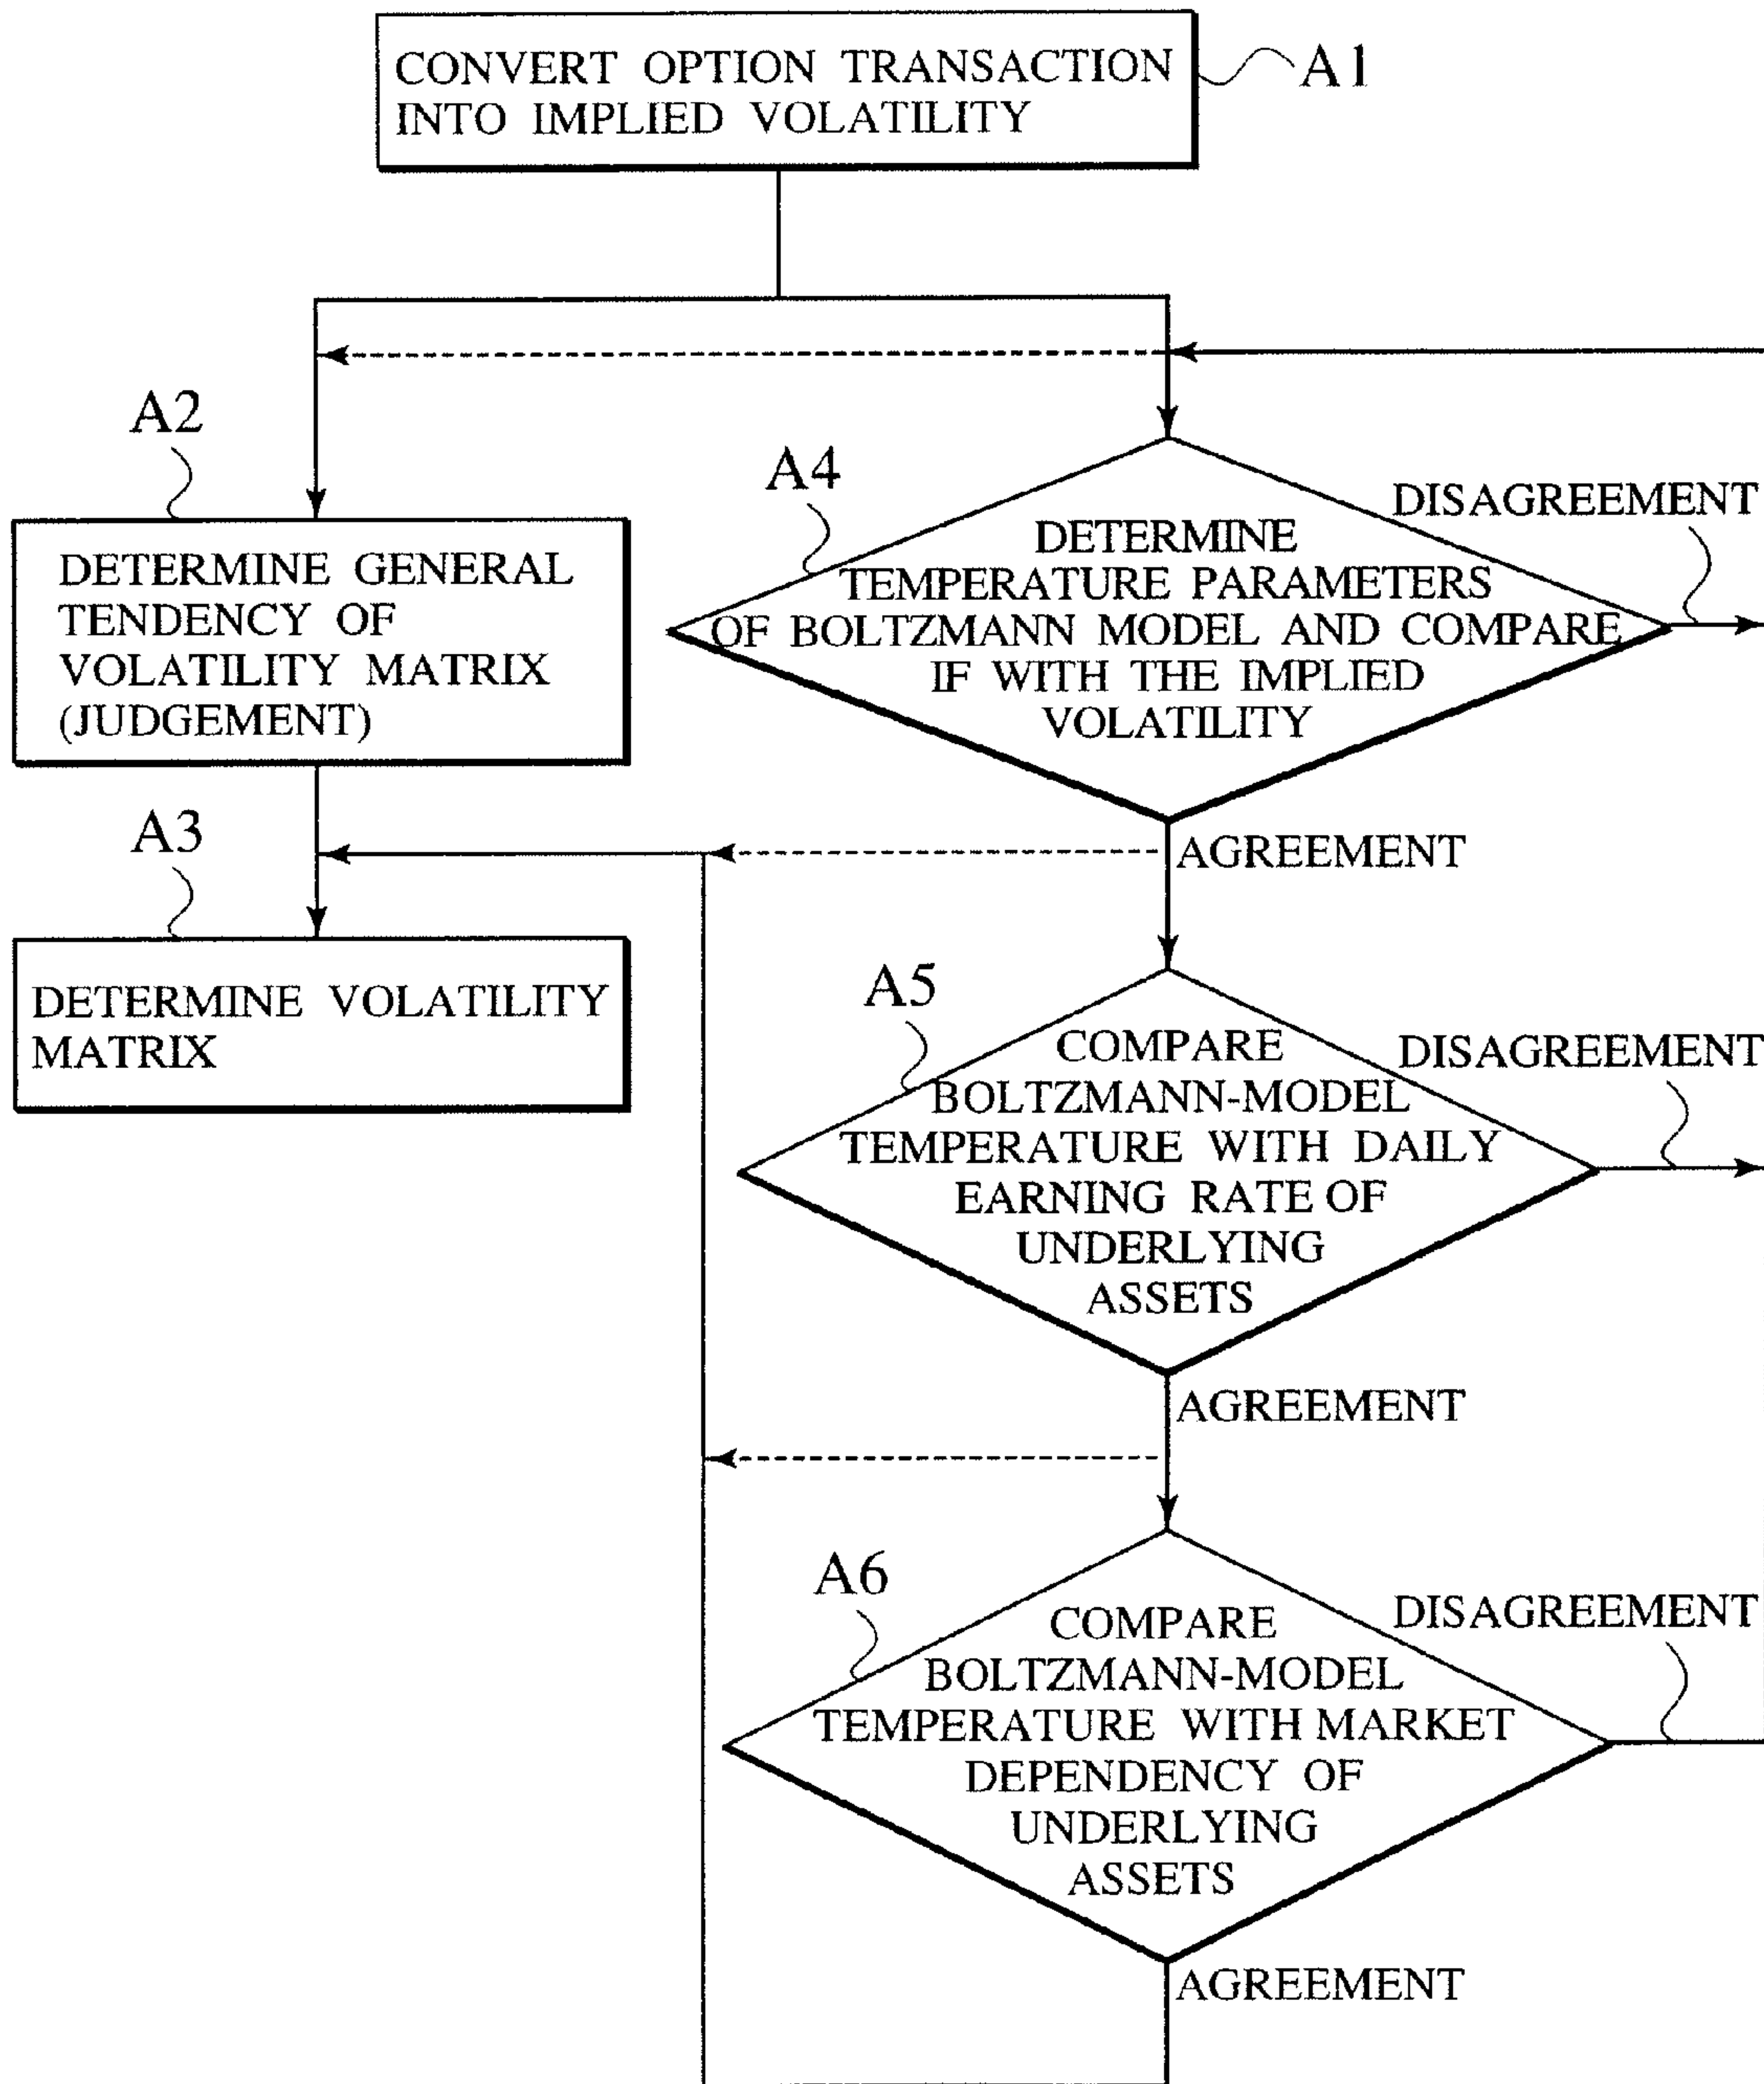 CONVERT OPTION TRANSACTION
INTO IMPLIED VOLATILITY
A1
A2
DETERMINE GENERAL
TENDENCY OF
VOLATILITY MATRIX
(JUDGEMENT)
A3
DETERMINE VOLATILITY
MATRIX
A4
DETERMINE
TEMPERATURE PARAMETERS
OF BOLTZMANN MODEL AND COMPARE
IF WITH THE IMPLIED
VOLATILITY
DISAGREEMENT
AGREEMENT
A5
COMPARE
BOLTZMANN-MODEL
TEMPERATURE WITH DAILY
EARNING RATE OF
UNDERLYING
ASSETS
DISAGREEMENT
AGREEMENT
A6
COMPARE
BOLTZMANN-MODEL
TEMPERATURE WITH MARKET
DEPENDENCY OF
UNDERLYING
ASSETS
DISAGREEMENT
AGREEMENT